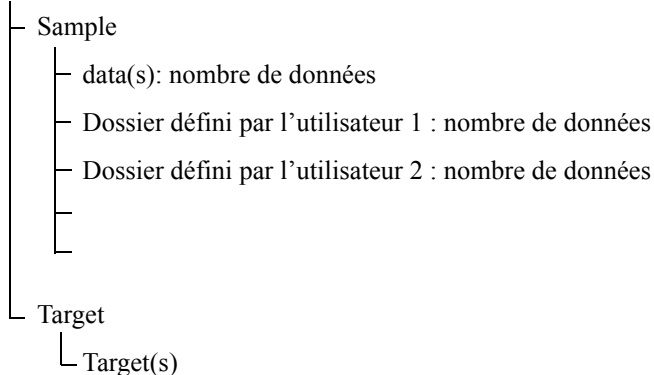 Sample
data(s): nombre de données
Dossier défini par l’utilisateur 1 : nombre de données
Dossier défini par l’utilisateur 2 : nombre de données
Target
Target(s)